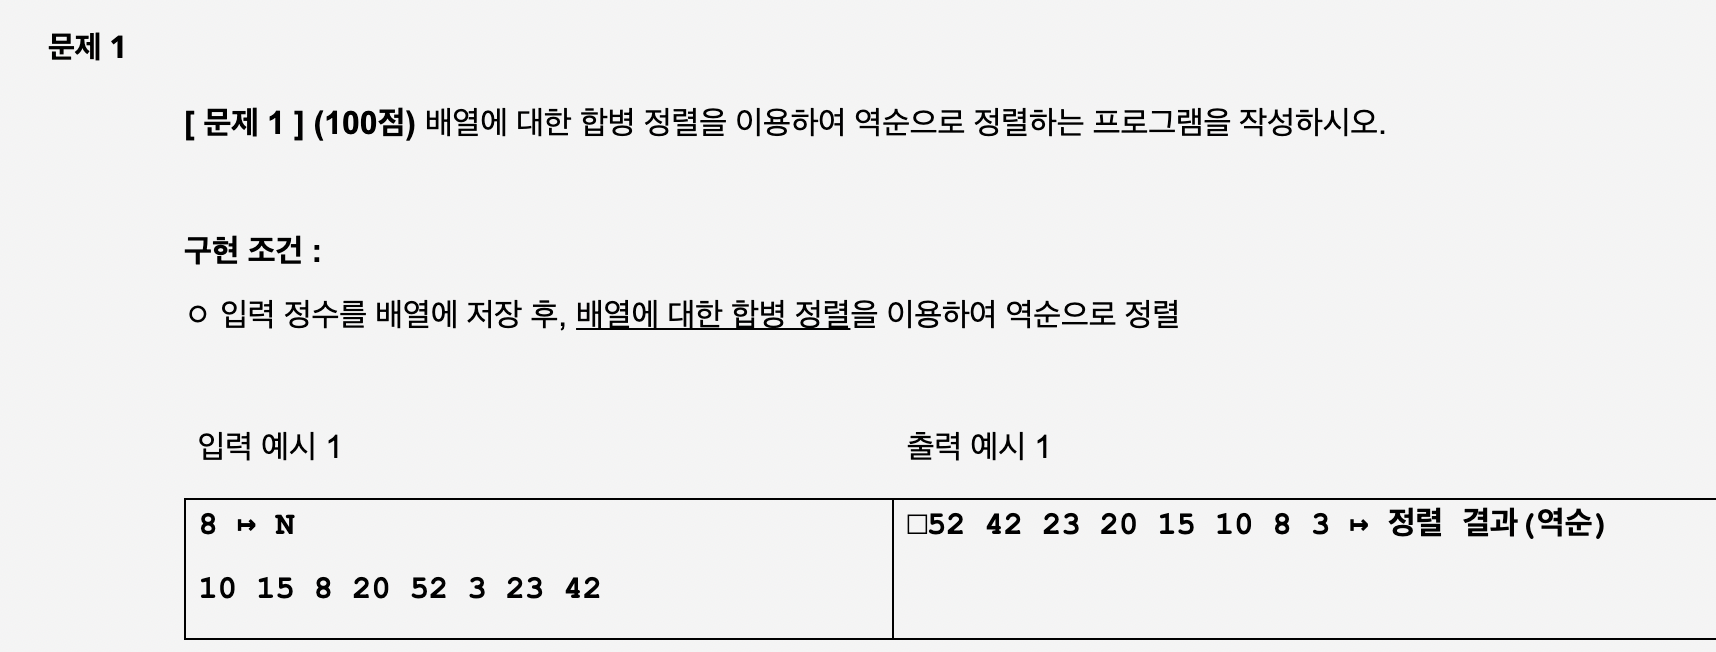 문제 1
[ 문제 1 ] (100점) 배열에 대한 합병 정렬을 이용하여 역순으로 정렬하는 프로그램을 작성하시오.
구현 조건 :
ㅇ 입력 정수를 배열에 저장 후, 배열에 대한 합병 정렬을 이용하여 역순으로 정렬
입력 예시 1
출력 예시 1
8 ↦ N
10 15 8 20 52 3 23 42
□52 42 23 20 15 10 8 3 ↦ 정렬 결과(역순)